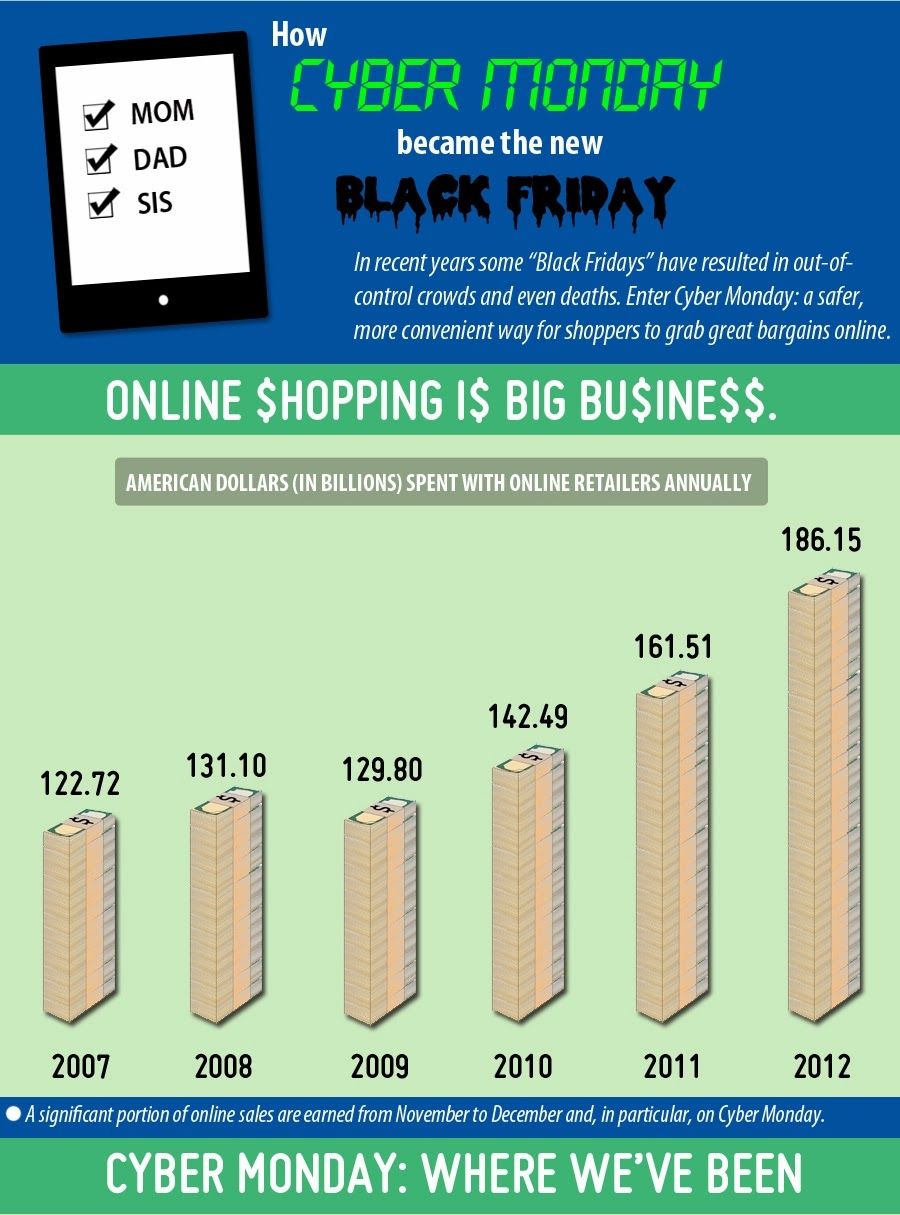 How
CYBER MONDAY
became the new
BLACK FRIDAY
MOM
DAD
SIS
In recent years some “Black Fridays” have resulted in out-of-
control crowds and even deaths. Enter Cyber Monday: a safer,
more convenient way for shoppers to grab great bargains online.
ONLINE $HOPPING I$ BIG BU$INE$$.
AMERICAN DOLLARS (IN BILLIONS) SPENT WITH ONLINE RETAILERS ANNUALLY
122.72
131.10
129.80
142.49
161.51
186.15
$
$
$
$
$
$
2007
2008
2009
2010
2011
2012
A significant portion of online sales are earned from November to December and, in particular, on Cyber Monday.
CYBER MONDAY: WHERE WE’VE BEEN